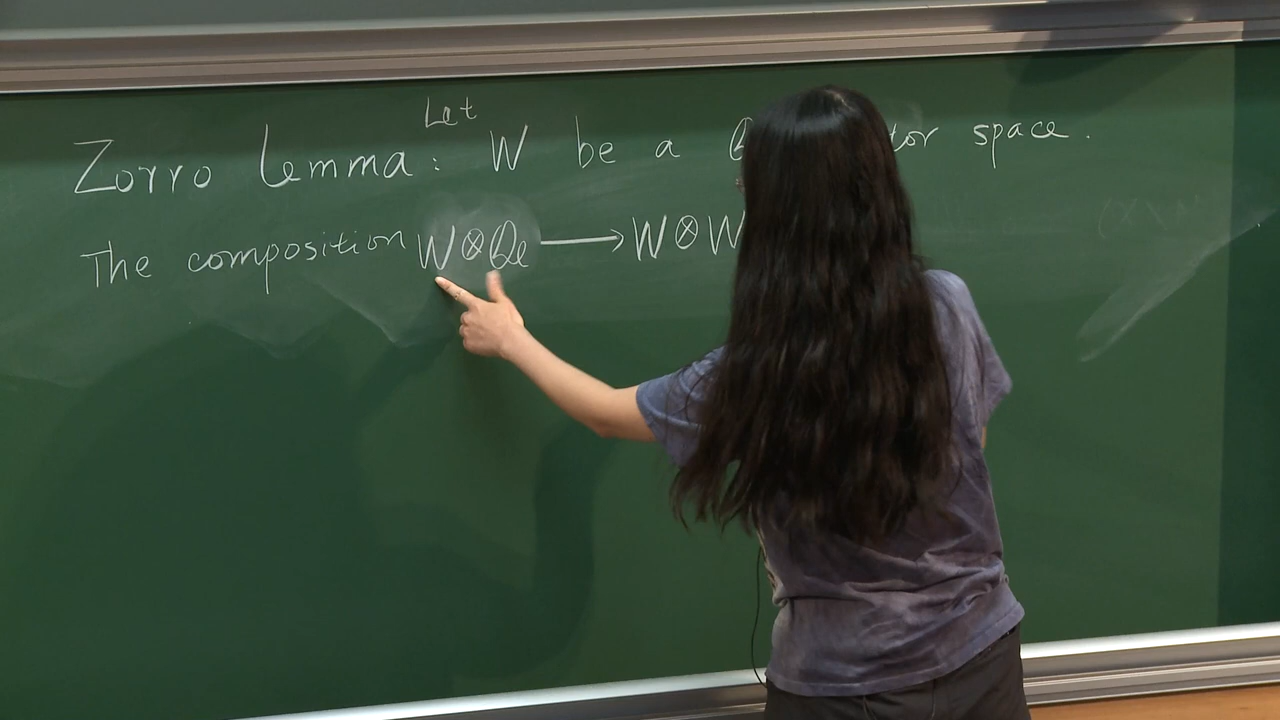 Let
Zorro Lemma: W be a space.
The composition W⊗Qℓ ⟶ W⊗W